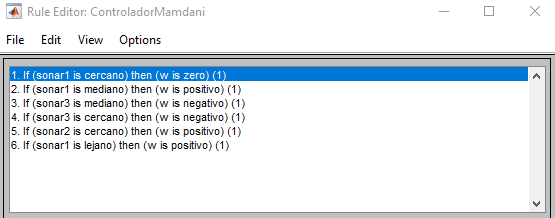 Rule Editor: ControladorMamdani
File Edit View Options
1. If (sonar1 is cercano) then (w is zero) (1)
2. If (sonar1 is mediano) then (w is positivo) (1)
3. If (sonar3 is mediano) then (w is negativo) (1)
4. If (sonar3 is cercano) then (w is negativo) (1)
5. If (sonar2 is cercano) then (w is positivo) (1)
6. If (sonar1 is lejano) then (w is positivo) (1)